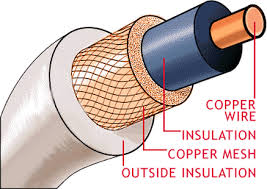 COPPER
WIRE
INSULATION
COPPER MESH
OUTSIDE INSULATION